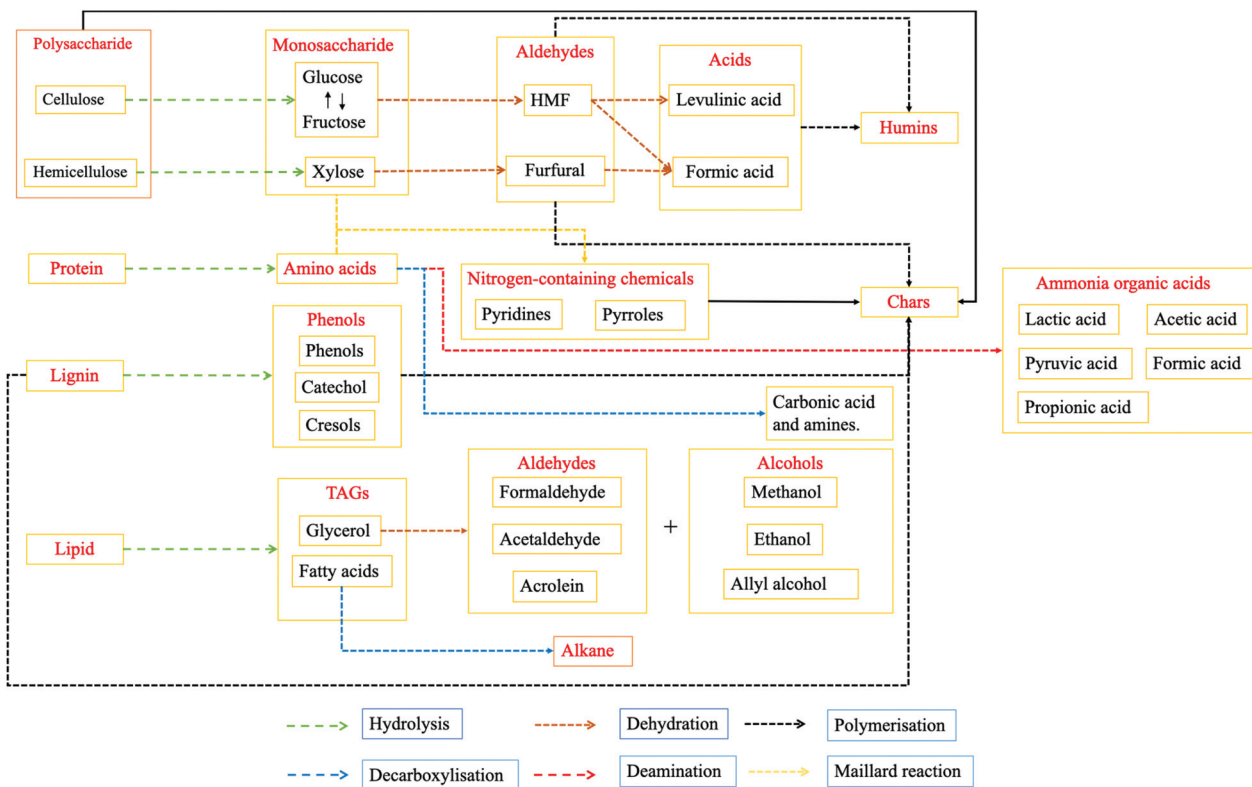 Polysaccharide
Cellulose
Hemicellulose
Monosaccharide
Glucose
Fructose
Xylose
Aldehydes
HMF
Furfural
Acids
Levulinic acid
Formic acid
Humins
Protein
Amino acids
Nitrogen-containing chemicals
Pyridines
Pyrroles
Chars
Ammonia organic acids
Lactic acid
Acetic acid
Pyruvic acid
Formic acid
Propionic acid
Lignin
Phenols
Phenols
Catechol
Cresols
Carbonic acid
and amines.
Lipid
TAGs
Glycerol
Fatty acids
Aldehydes
Formaldehyde
Acetaldehyde
Acrolein
+
Alcohols
Methanol
Ethanol
Allyl alcohol
Alkane
Hydrolysis
Dehydration
Polymerisation
Decarboxylisation
Deamination
Maillard reaction